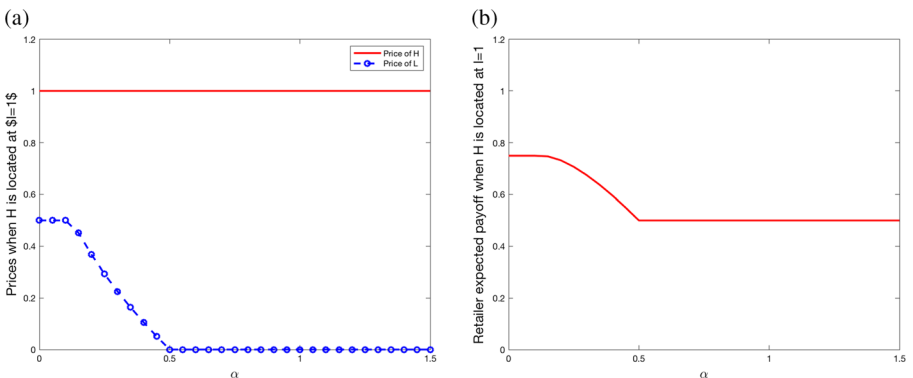 (a)
Prices when H is located at $l=1$
1.2
1
0.8
0.6
0.4
0.2
0
0
0.5
1
1.5
α
Price of H
Price of L
(b)
Retailer expected payoff when H is located at l=1
1.2
1
0.8
0.6
0.4
0.2
0
0
0.5
1
1.5
α